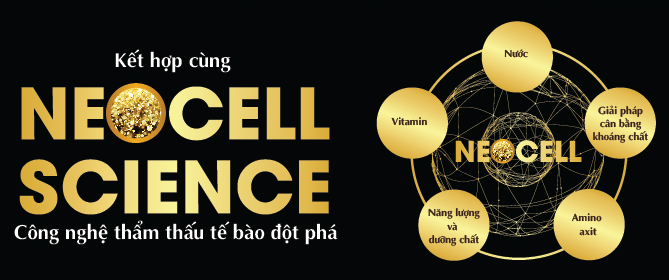 Kết hợp cùng
NEOCELL
SCIENCE
Công nghệ thẩm thấu tế bào đột phá
Nước
Vitamin
Giải pháp
cân bằng
khoáng chất
NEOCELL
Năng lượng
và
dưỡng chất
Amino
axit